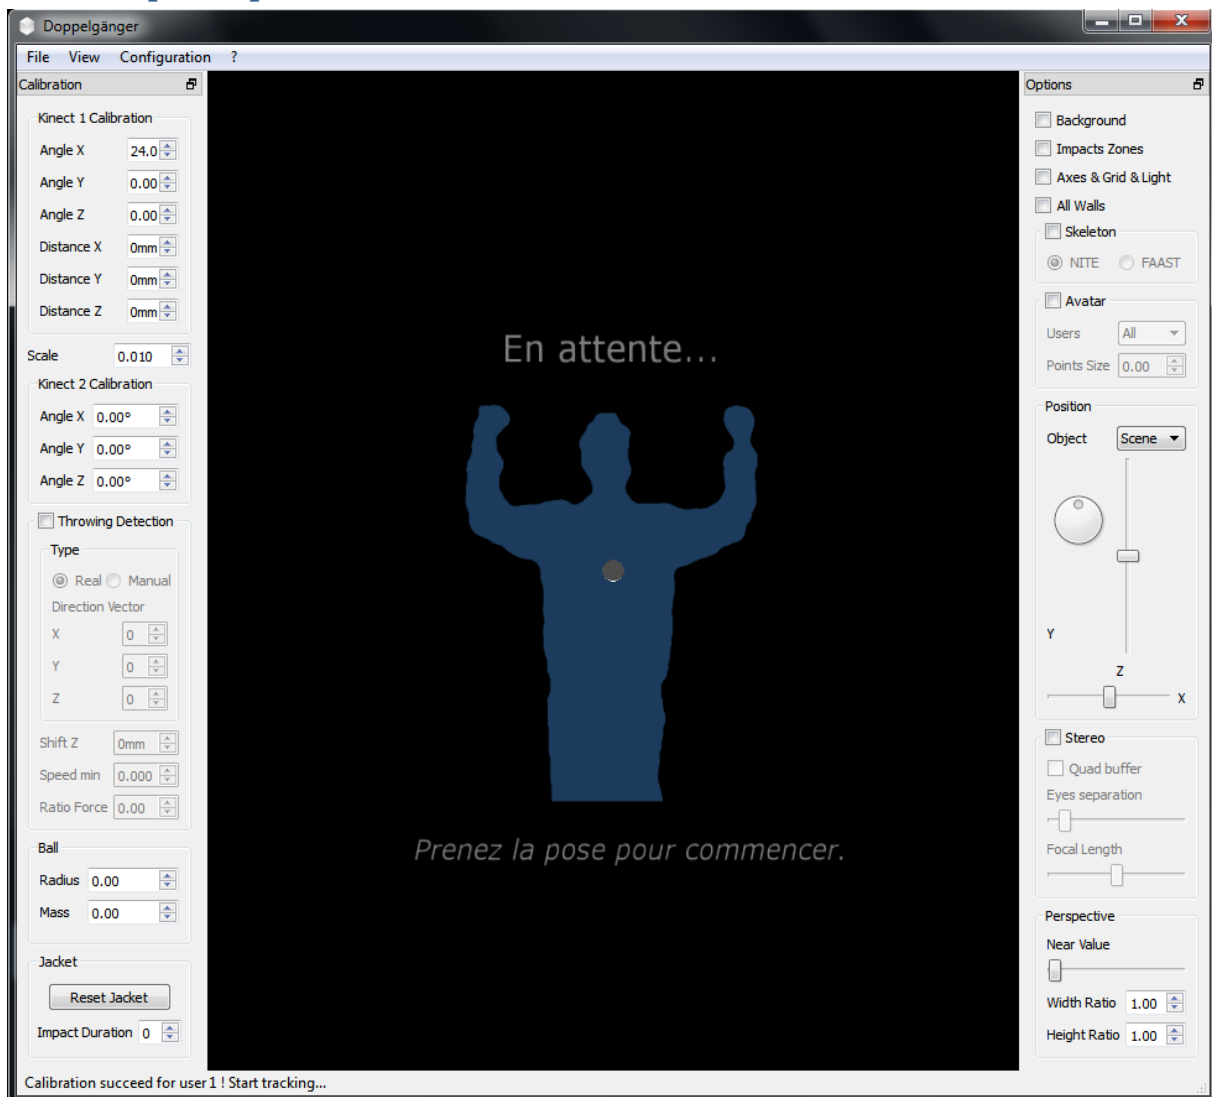 Doppelgänger
File View Configuration ?
Calibration
Kinect 1 Calibration
Angle X 24.0
Angle Y 0.00
Angle Z 0.00
Distance X 0mm
Distance Y 0mm
Distance Z 0mm
Scale 0.010
Kinect 2 Calibration
Angle X 0.00°
Angle Y 0.00°
Angle Z 0.00°
Throwing Detection
Type
Real Manual
Direction Vector
X 0
Y 0
Z 0
Shift Z 0mm
Speed min 0.000
Ratio Force 0.00
Ball
Radius 0.00
Mass 0.00
Jacket
Reset Jacket
Impact Duration 0
En attente...
Prenez la pose pour commencer.
Options
Background
Impacts Zones
Axes & Grid & Light
All Walls
Skeleton
NITE FAAST
Avatar
Users All
Points Size 0.00
Position
Object Scene
Y
Z
X
Stereo
Quad buffer
Eyes separation
Focal Length
Perspective
Near Value
Width Ratio 1.00
Height Ratio 1.00
Calibration succeed for user 1 ! Start tracking...